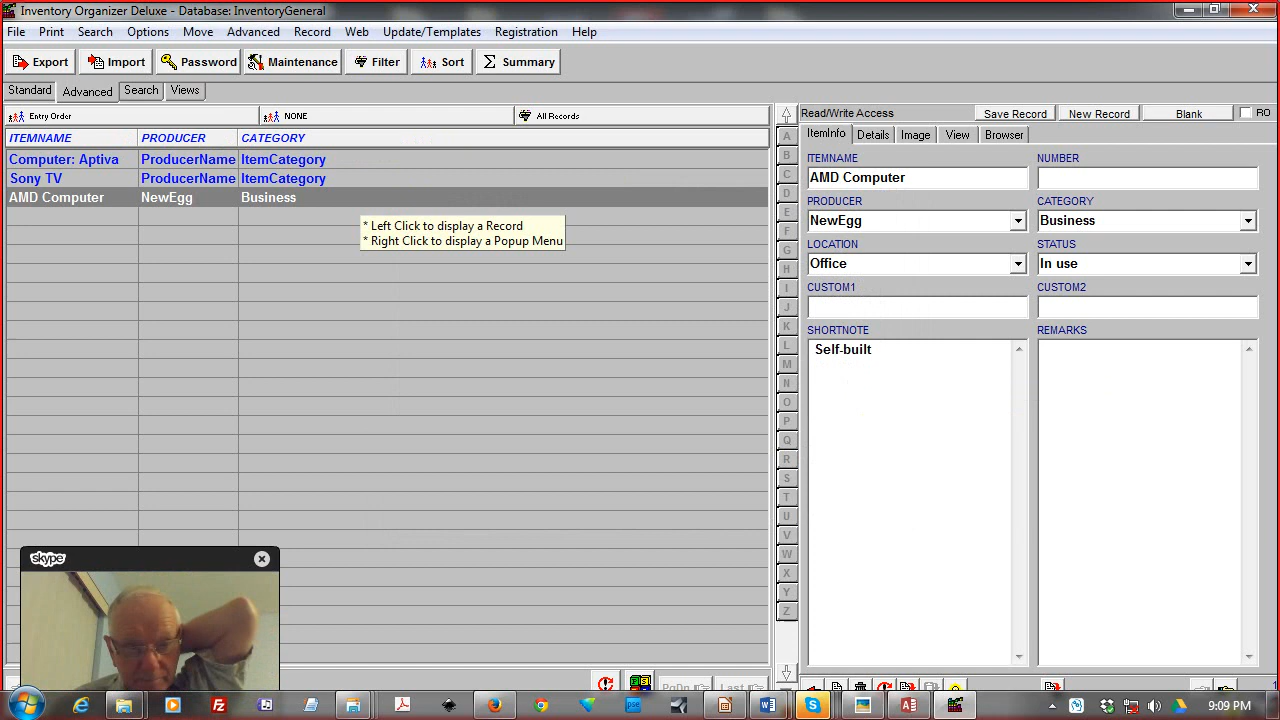 Inventory Organizer Deluxe - Database: InventoryGeneral
File Print Search Options Move Advanced Record Web Update/Templates Registration Help
Export Import Password Maintenance Filter Sort Summary
Standard Advanced Search Views
Entry Order NONE All Records
ITEMNAME PRODUCER CATEGORY
Computer: Aptiva ProducerName ItemCategory
Sony TV ProducerName ItemCategory
AMD Computer NewEgg Business
* Left Click to display a Record
* Right Click to display a Popup Menu
A
B
C
D
E
F
G
H
I
J
K
L
M
N
O
P
Q
R
S
T
U
V
W
X
Y
Z
Read/Write Access Save Record New Record Blank RO
ItemInfo Details Image View Browser
ITEMNAME NUMBER
AMD Computer
PRODUCER CATEGORY
NewEgg Business
LOCATION STATUS
Office In use
CUSTOM1 CUSTOM2
SHORTNOTE REMARKS
Self-built
skype
PgDn Last
pse
9:09 PM